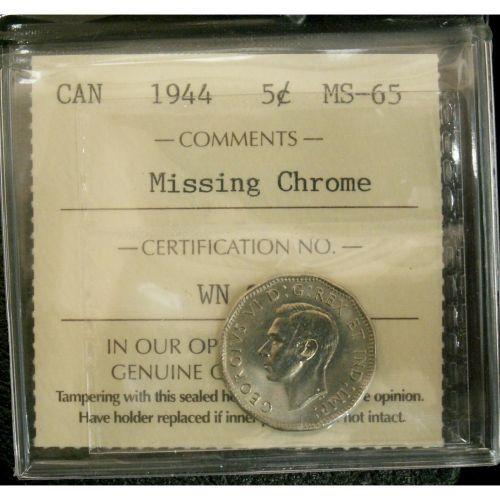 CAN 1944 5¢ MS-65
— COMMENTS —
Missing Chrome
— CERTIFICATION NO. —
WN
IN OUR OP
GENUINE
Tampering with this sealed opinion.
Have holder replaced if not intact.
GEORGIVS VI D:G:REX ET IND:IMP: